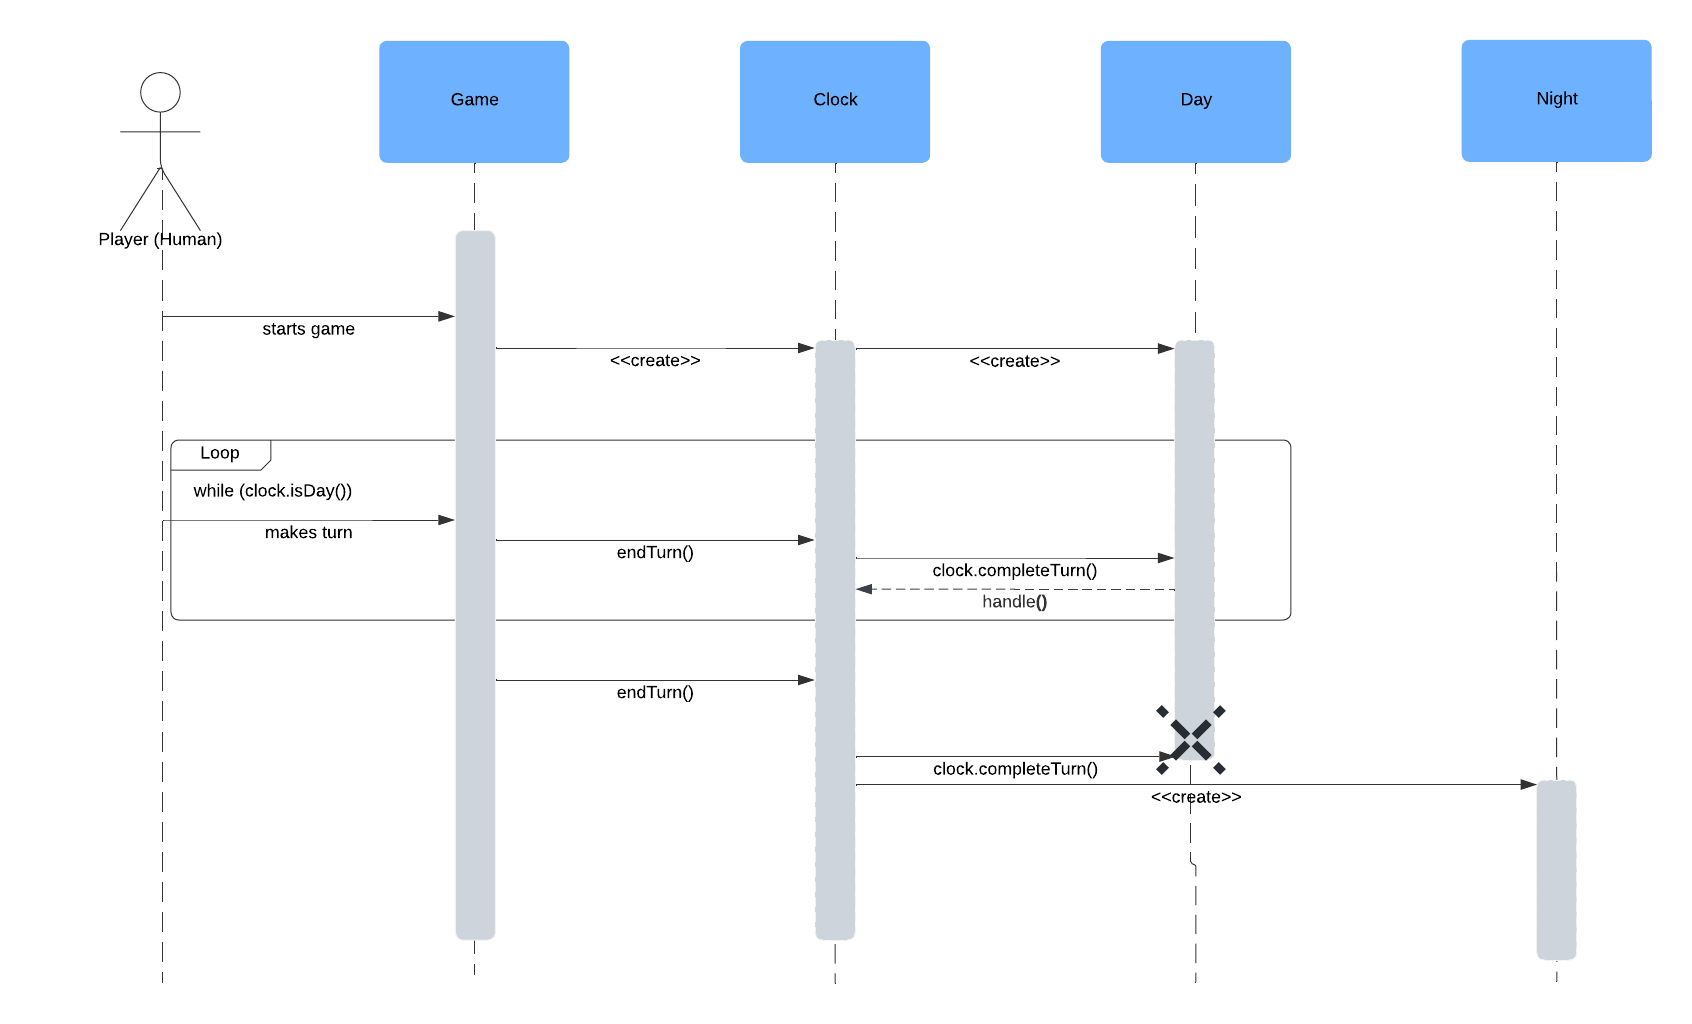 Game
Clock
Day
Night
Player (Human)
starts game
<<create>>
<<create>>
Loop
while (clock.isDay())
makes turn
endTurn()
clock.completeTurn()
handle()
endTurn()
clock.completeTurn()
<<create>>